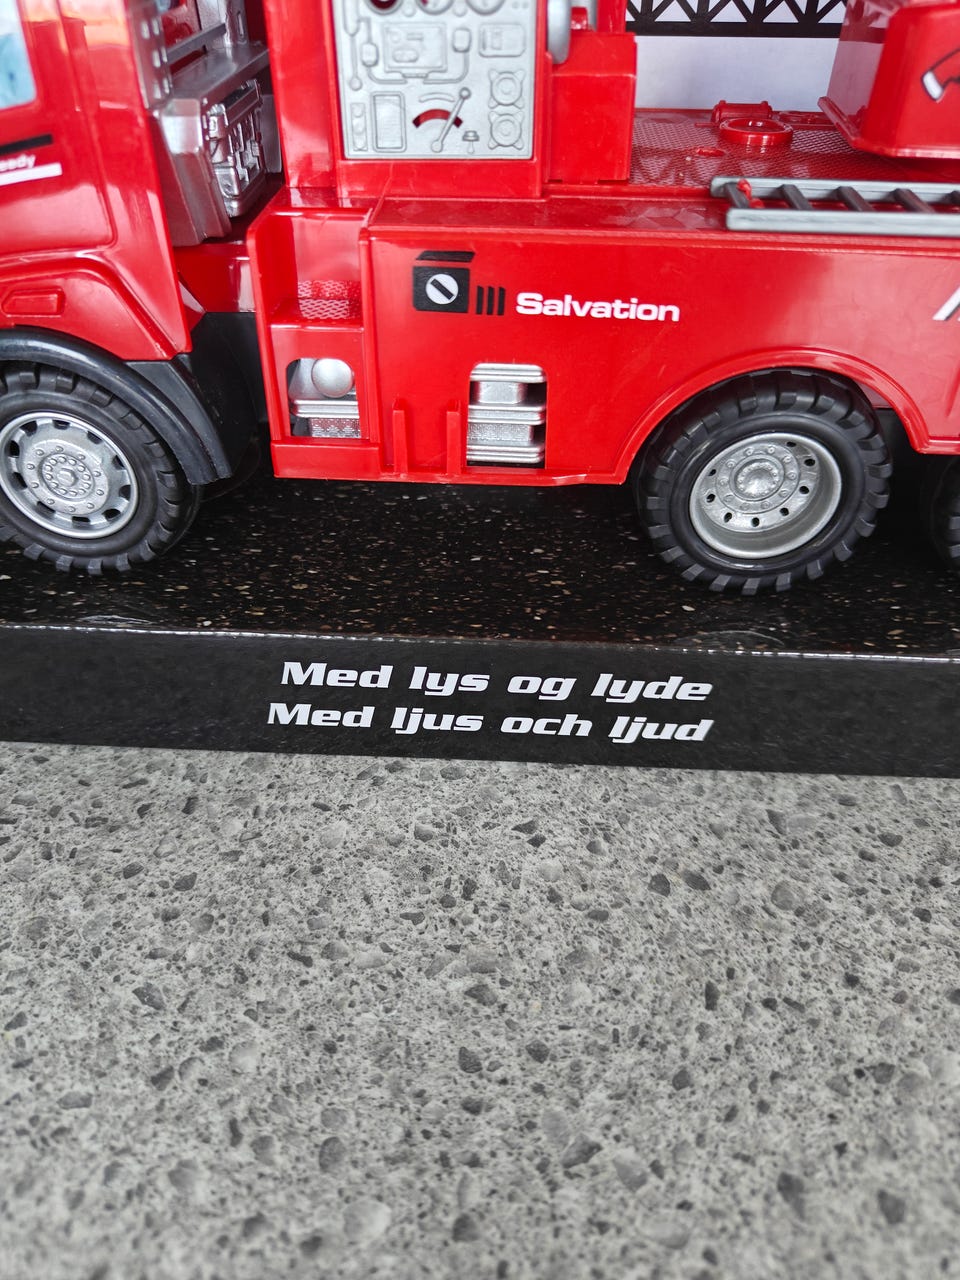 Salvation
Med lys og lyde
Med ljus och ljud